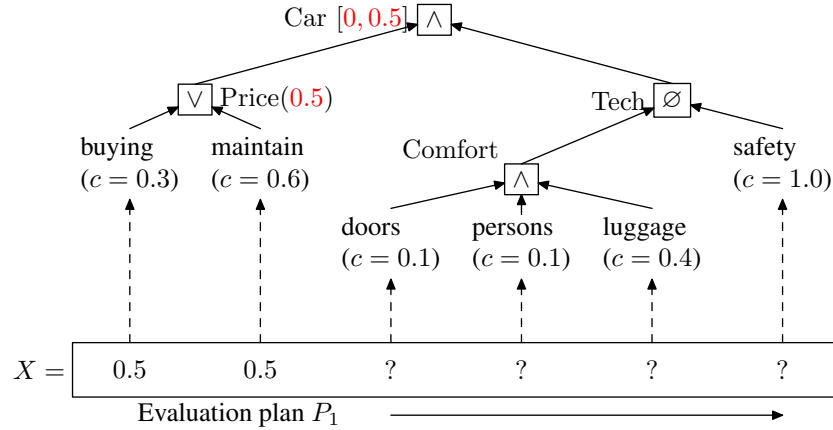 Car [0, 0.5] ∧
∨ Price(0.5) Tech ∅
buying maintain Comfort safety
(c = 0.3) (c = 0.6) ∧ (c = 1.0)
doors persons luggage
(c = 0.1) (c = 0.1) (c = 0.4)
X = 0.5 0.5 ? ? ? ?
Evaluation plan P₁